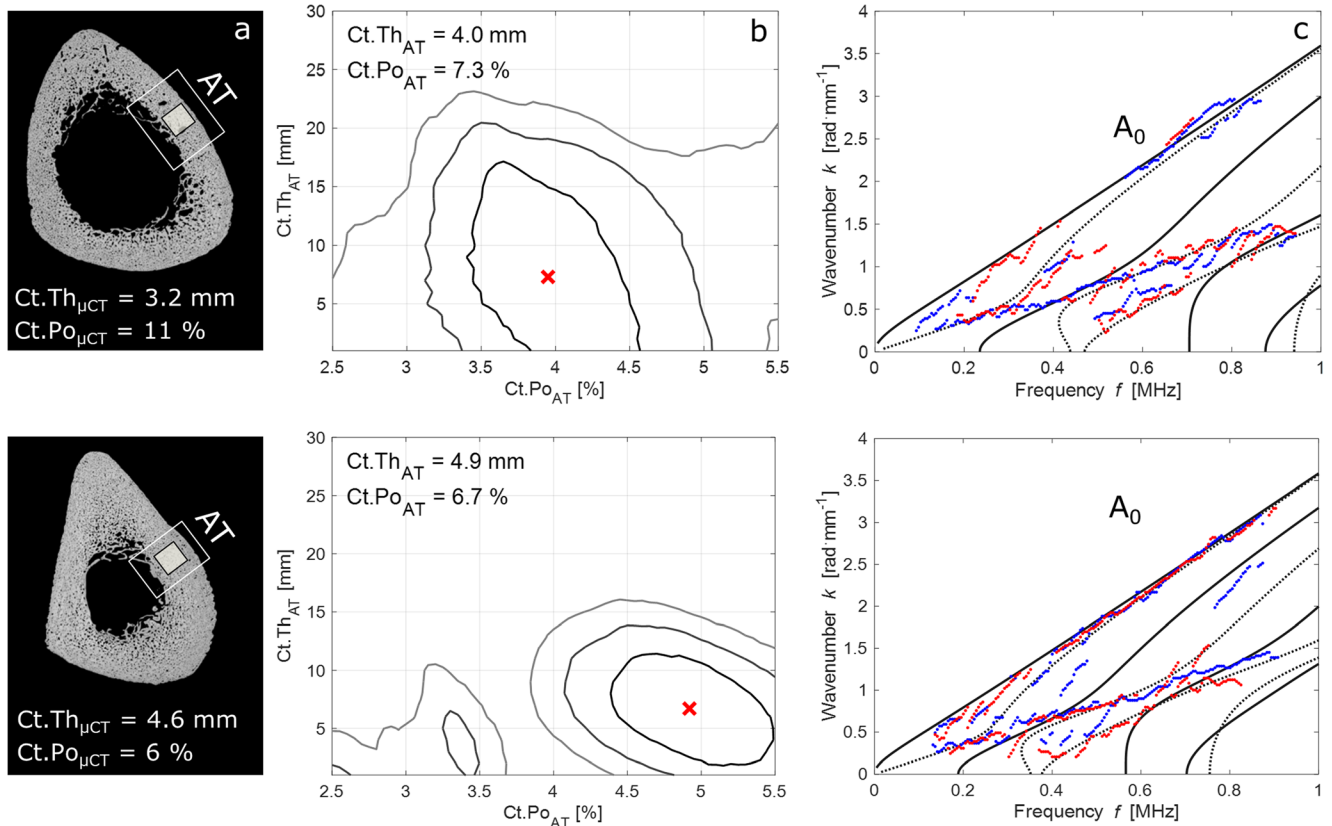 a
AT
Ct.Th_µCT = 3.2 mm
Ct.Po_µCT = 11 %
b
Ct.Th_AT = 4.0 mm
Ct.Po_AT = 7.3 %
30
25
20
15
10
5
Ct.Th_AT [mm]
2.5 3 3.5 4 4.5 5 5.5
Ct.Po_AT [%]
c
A_0
4
3.5
3
2.5
2
1.5
1
0.5
0
Wavenumber k [rad·mm⁻¹]
0 0.2 0.4 0.6 0.8 1
Frequency f [MHz]
AT
Ct.Th_µCT = 4.6 mm
Ct.Po_µCT = 6 %
Ct.Th_AT = 4.9 mm
Ct.Po_AT = 6.7 %
30
25
20
15
10
5
Ct.Th_AT [mm]
2.5 3 3.5 4 4.5 5 5.5
Ct.Po_AT [%]
A_0
4
3.5
3
2.5
2
1.5
1
0.5
0
Wavenumber k [rad·mm⁻¹]
0 0.2 0.4 0.6 0.8 1
Frequency f [MHz]